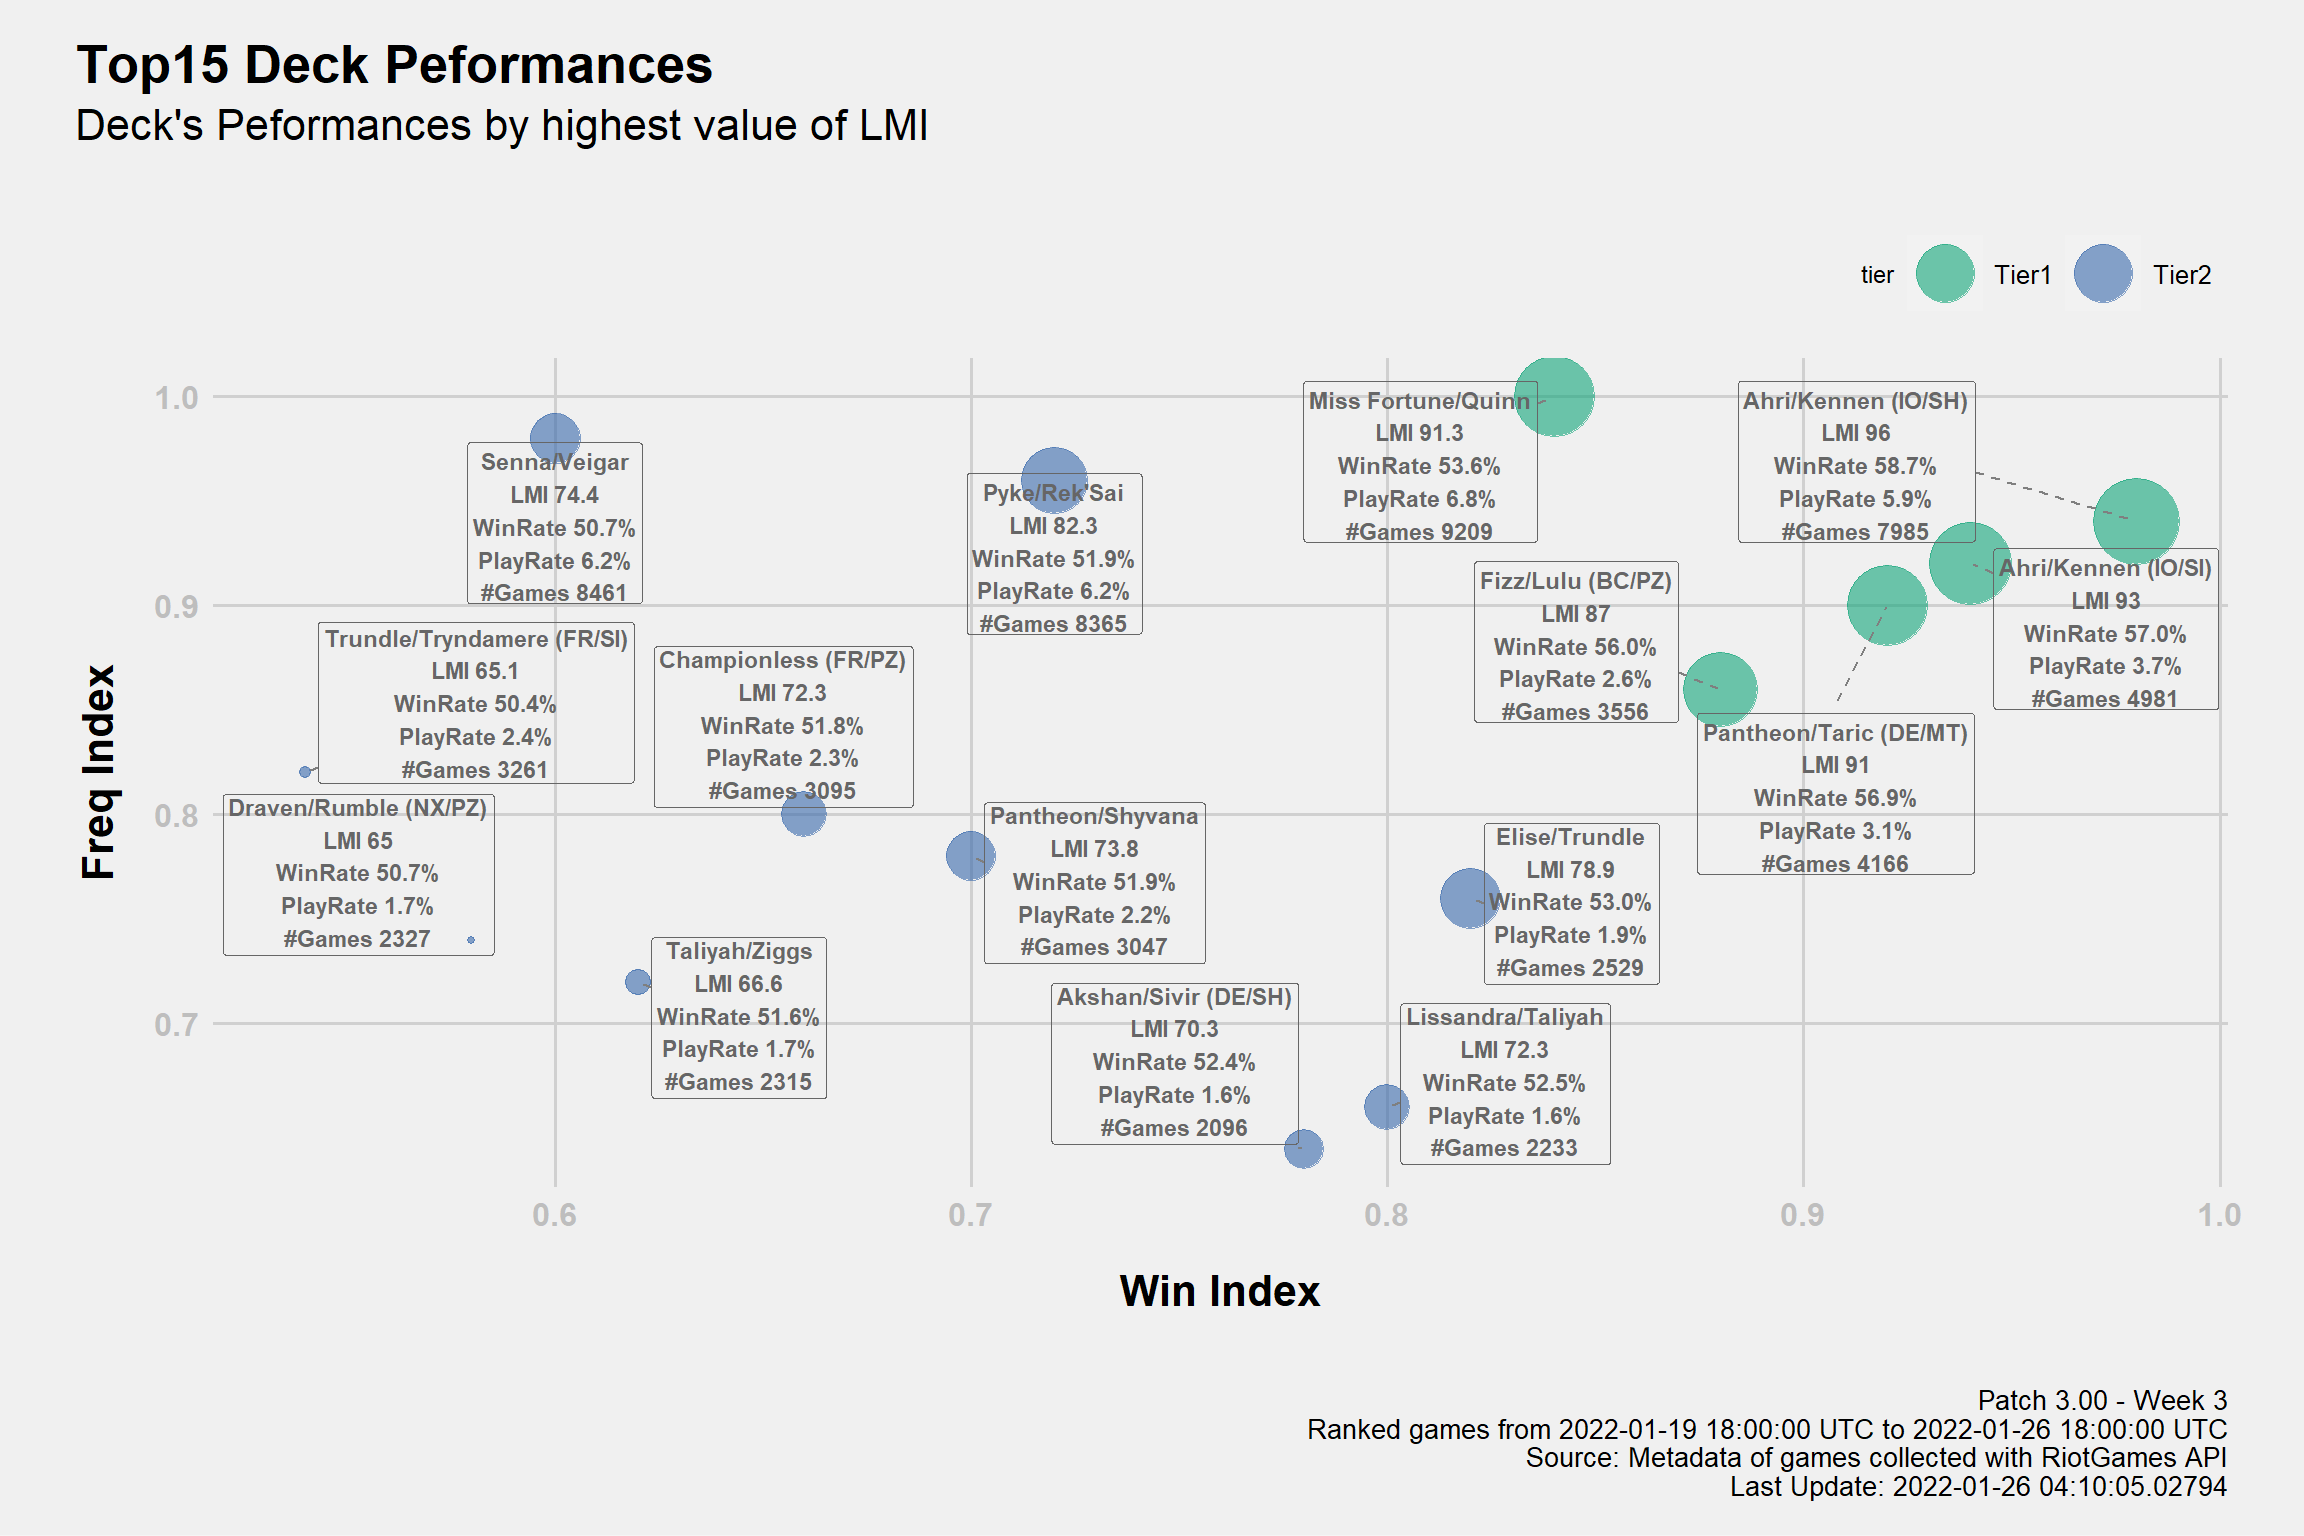 Top15 Deck Peformances
Deck's Peformances by highest value of LMI
tier Tier1 Tier2
Freq Index
1.0
0.9
0.8
0.7
Senna/Veigar
LMI 74.4
WinRate 50.7%
PlayRate 6.2%
#Games 8461
Pyke/Rek'Sai
LMI 82.3
WinRate 51.9%
PlayRate 6.2%
#Games 8365
Miss Fortune/Quinn
LMI 91.3
WinRate 53.6%
PlayRate 6.8%
#Games 9209
Ahri/Kennen (IO/SH)
LMI 96
WinRate 58.7%
PlayRate 5.9%
#Games 7985
Ahri/Kennen (IO/SI)
LMI 93
WinRate 57.0%
PlayRate 3.7%
#Games 4981
Fizz/Lulu (BC/PZ)
LMI 87
WinRate 56.0%
PlayRate 2.6%
#Games 3556
Trundle/Tryndamere (FR/SI)
LMI 65.1
WinRate 50.4%
PlayRate 2.4%
#Games 3261
Championless (FR/PZ)
LMI 72.3
WinRate 51.8%
PlayRate 2.3%
#Games 3095
Pantheon/Taric (DE/MT)
LMI 91
WinRate 56.9%
PlayRate 3.1%
#Games 4166
Draven/Rumble (NX/PZ)
LMI 65
WinRate 50.7%
PlayRate 1.7%
#Games 2327
Pantheon/Shyvana
LMI 73.8
WinRate 51.9%
PlayRate 2.2%
#Games 3047
Elise/Trundle
LMI 78.9
WinRate 53.0%
PlayRate 1.9%
#Games 2529
Taliyah/Ziggs
LMI 66.6
WinRate 51.6%
PlayRate 1.7%
#Games 2315
Akshan/Sivir (DE/SH)
LMI 70.3
WinRate 52.4%
PlayRate 1.6%
#Games 2096
Lissandra/Taliyah
LMI 72.3
WinRate 52.5%
PlayRate 1.6%
#Games 2233
0.6 0.7 0.8 0.9 1.0
Win Index
Patch 3.00 - Week 3
Ranked games from 2022-01-19 18:00:00 UTC to 2022-01-26 18:00:00 UTC
Source: Metadata of games collected with RiotGames API
Last Update: 2022-01-26 04:10:05.02794